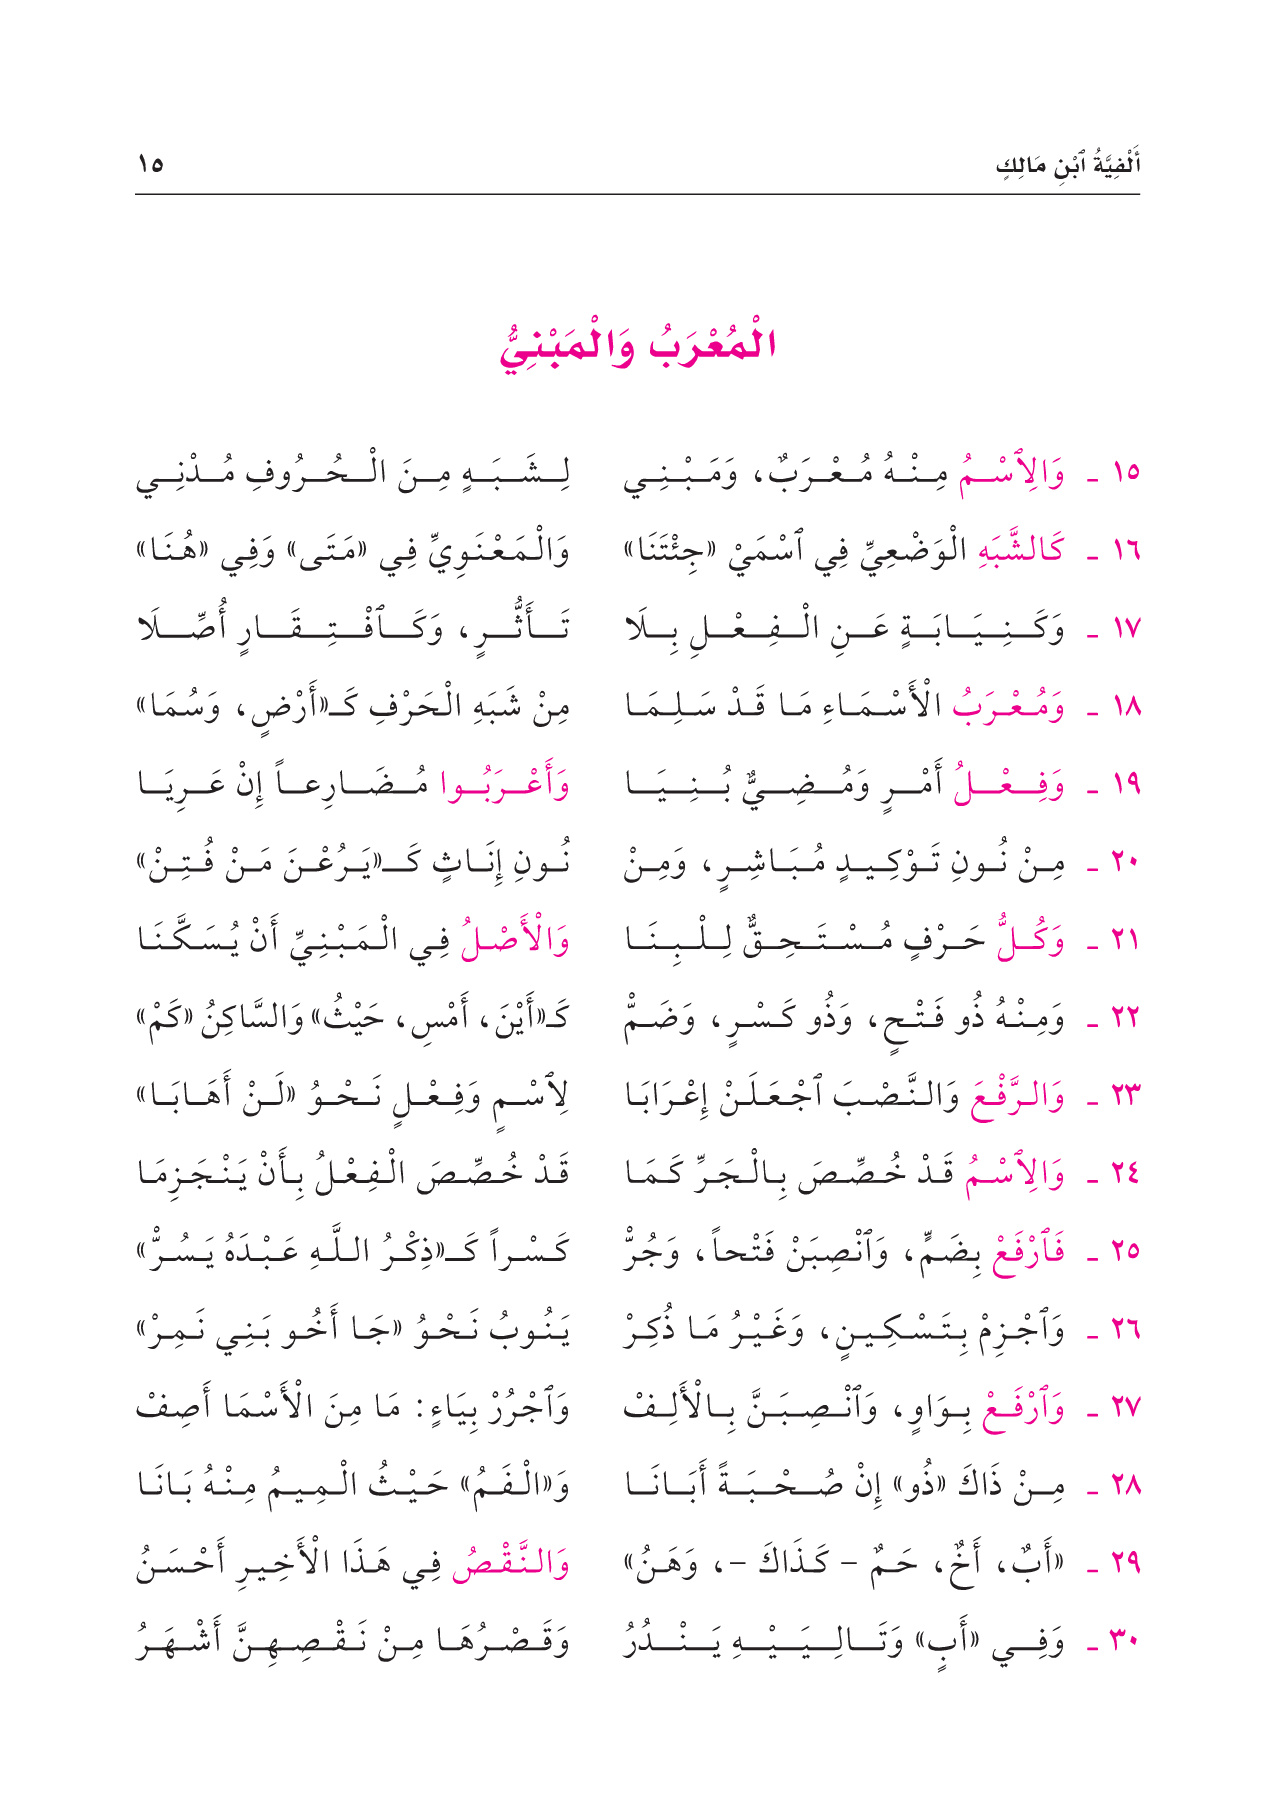 أَلْفِيَّةُ ٱبْنِ مَالِكٍ ١٥
الْمُعْرَبُ وَالْمَبْنِيُّ
١٥ - وَالِٱسْمُ مِنْهُ مُعْرَبٌ، وَمَبْنِي لِشَبَهٍ مِنَ الْحُرُوفِ مُدْنِي
١٦ - كَالشَّبَهِ الْوَضْعِيِّ فِي ٱسْمَيْ «جِئْتَنَا» وَالْمَعْنَوِيِّ فِي «مَتَى» وَفِي «هُنَا»
١٧ - وَكَنِيَابَةٍ عَنِ الْفِعْلِ بِلَا تَأَثُّرٍ، وَكَٱفْتِقَارٍ أُصِّلَا
١٨ - وَمُعْرَبُ الْأَسْمَاءِ مَا قَدْ سَلِمَا مِنْ شَبَهِ الْحَرْفِ كَـ«أَرْضٍ، وَسُمَا»
١٩ - وَفِعْلُ أَمْرٍ وَمُضِيٌّ بُنِيَا وَأَعْرَبُوا مُضَارِعاً إِنْ عَرِيَا
٢٠ - مِنْ نُونِ تَوْكِيدٍ مُبَاشِرٍ، وَمِنْ نُونِ إِنَاثٍ كَـ«يَرُعْنَ مَنْ فُتِنْ»
٢١ - وَكُلُّ حَرْفٍ مُسْتَحِقٌّ لِلْبِنَا وَالْأَصْلُ فِي الْمَبْنِيِّ أَنْ يُسَكَّنَا
٢٢ - وَمِنْهُ ذُو فَتْحٍ، وَذُو كَسْرٍ، وَضَمّْ كَـ«أَيْنَ، أَمْسِ، حَيْثُ» وَالسَّاكِنُ «كَمْ»
٢٣ - وَالرَّفْعَ وَالنَّصْبَ ٱجْعَلَنْ إِعْرَابَا لِٱسْمٍ وَفِعْلٍ نَحْوُ «لَنْ أَهَابَا»
٢٤ - وَالِٱسْمُ قَدْ خُصِّصَ بِالْجَرِّ كَمَا قَدْ خُصِّصَ الْفِعْلُ بِأَنْ يَنْجَزِمَا
٢٥ - فَٱرْفَعْ بِضَمٍّ، وَٱنْصِبَنْ فَتْحاً، وَجُرّْ كَسْراً كَـ«ذِكْرُ اللَّهِ عَبْدَهُ يَسُرّْ»
٢٦ - وَٱجْزِمْ بِتَسْكِينٍ، وَغَيْرُ مَا ذُكِرْ يَنُوبُ نَحْوُ «جَا أَخُو بَنِي نَمِرْ»
٢٧ - وَٱرْفَعْ بِوَاوٍ، وَٱنْصِبَنَّ بِالْأَلِفْ وَٱجْرُرْ بِيَاءٍ: مَا مِنَ الْأَسْمَا أَصِفْ
٢٨ - مِنْ ذَاكَ «ذُو» إِنْ صُحْبَةً أَبَانَا وَ«الْفَمُ» حَيْثُ الْمِيمُ مِنْهُ بَانَا
٢٩ - «أَبٌ، أَخٌ، حَمٌ - كَذَاكَ -، وَهَنُ» وَالنَّقْصُ فِي هَذَا الْأَخِيرِ أَحْسَنُ
٣٠ - وَفِي «أَبٍ» وَتَالِيَيْهِ يَنْدُرُ وَقَصْرُهَا مِنْ نَقْصِهِنَّ أَشْهَرُ